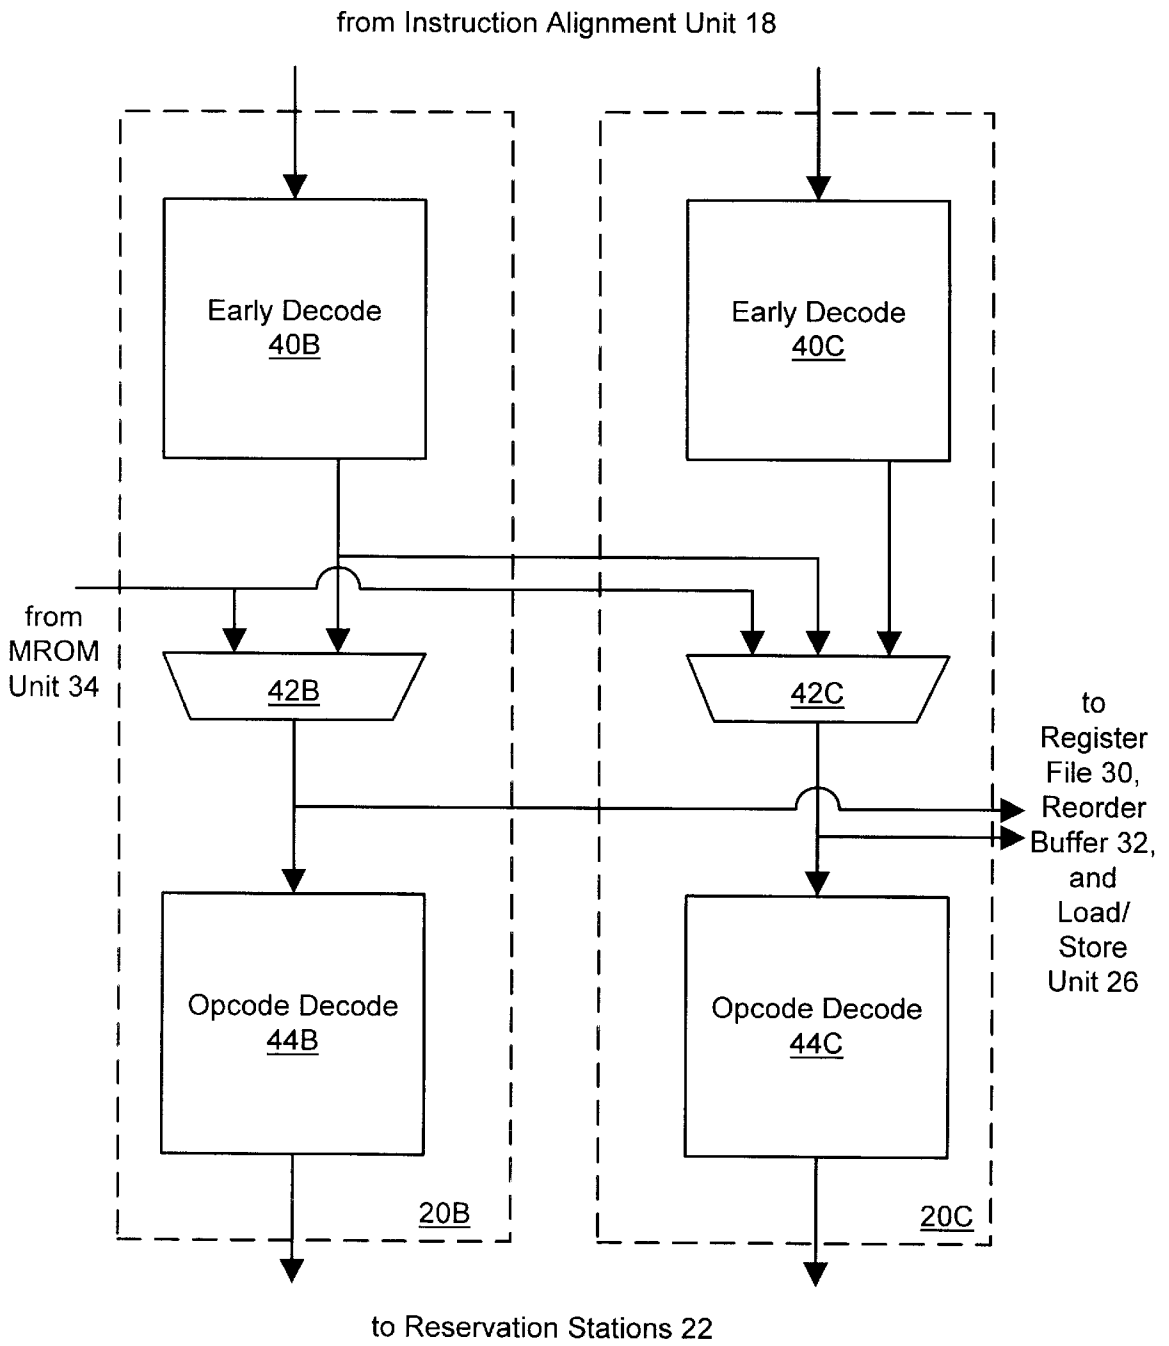 from Instruction Alignment Unit 18
Early Decode
40B
Early Decode
40C
from
MROM
Unit 34
42B
42C
to
Register
File 30,
Reorder
Buffer 32,
and
Load/
Store
Unit 26
Opcode Decode
44B
Opcode Decode
44C
20B
20C
to Reservation Stations 22